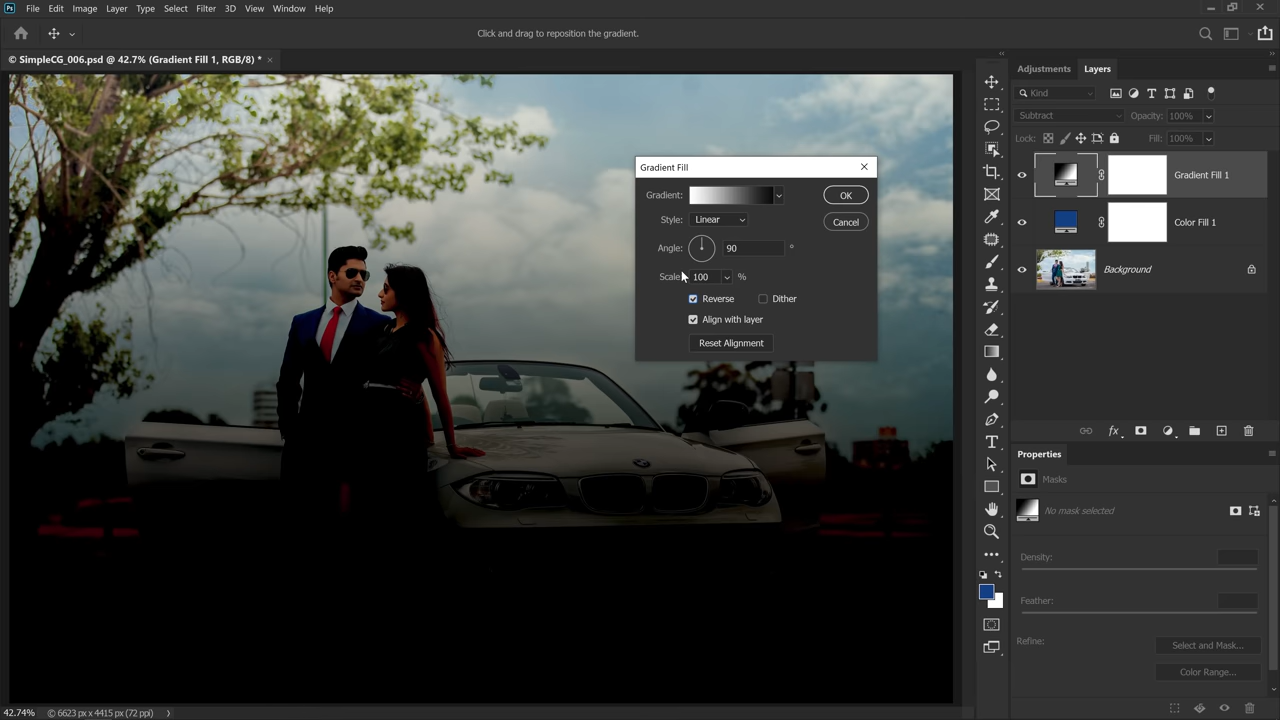 Ps File Edit Image Layer Type Select Filter 3D View Window Help
Click and drag to reposition the gradient.
© SimpleCG_006.psd @ 42.7% (Gradient Fill 1, RGB/8) * ×
Gradient Fill
Gradient:
OK
Style: Linear
Cancel
Angle: 90 °
Scale: 100 %
Reverse Dither
Align with layer
Reset Alignment
Adjustments Layers
Kind
Subtract Opacity: 100%
Lock: Fill: 100%
Gradient Fill 1
Color Fill 1
Background
fx
Properties
Masks
No mask selected
Density:
Feather:
Refine: Select and Mask...
Color Range...
42.74% © 6623 px x 4415 px (72 ppi)